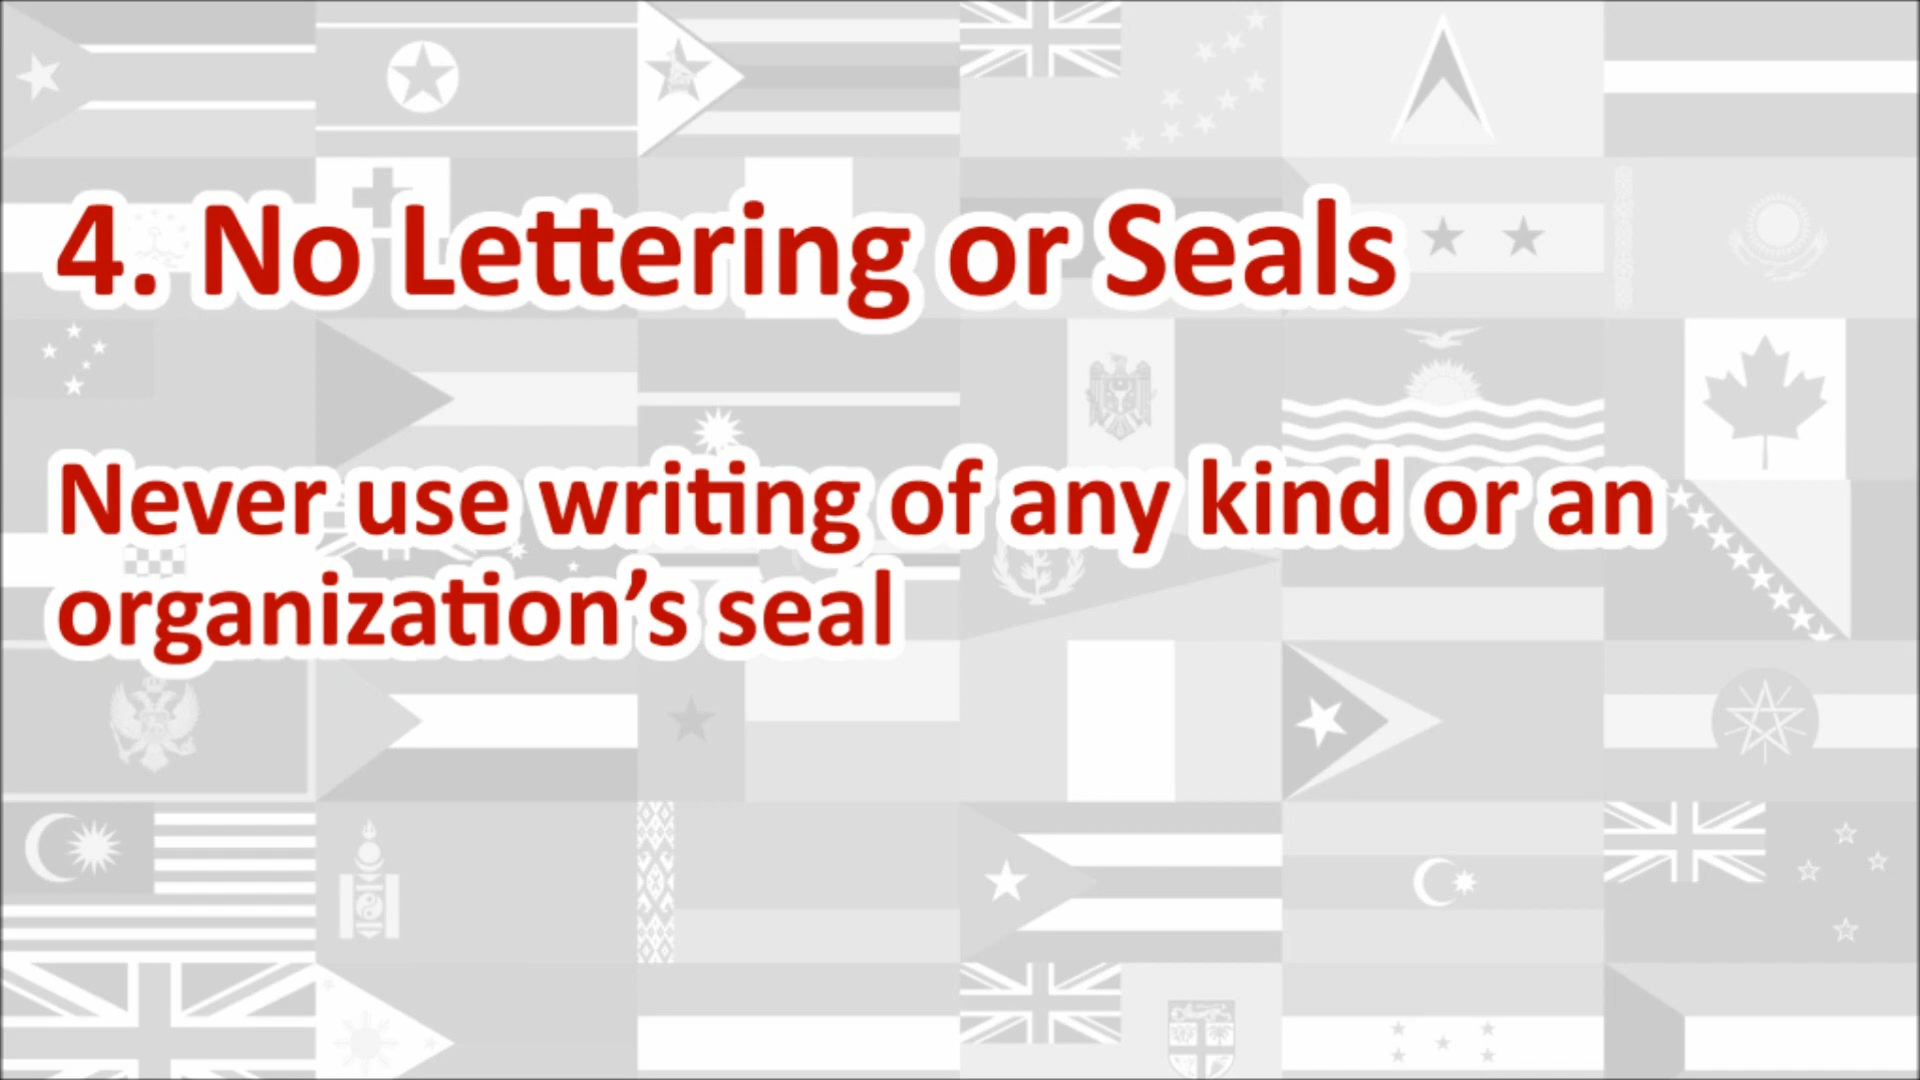 4. No Lettering or Seals
Never use writing of any kind or an
organization’s seal